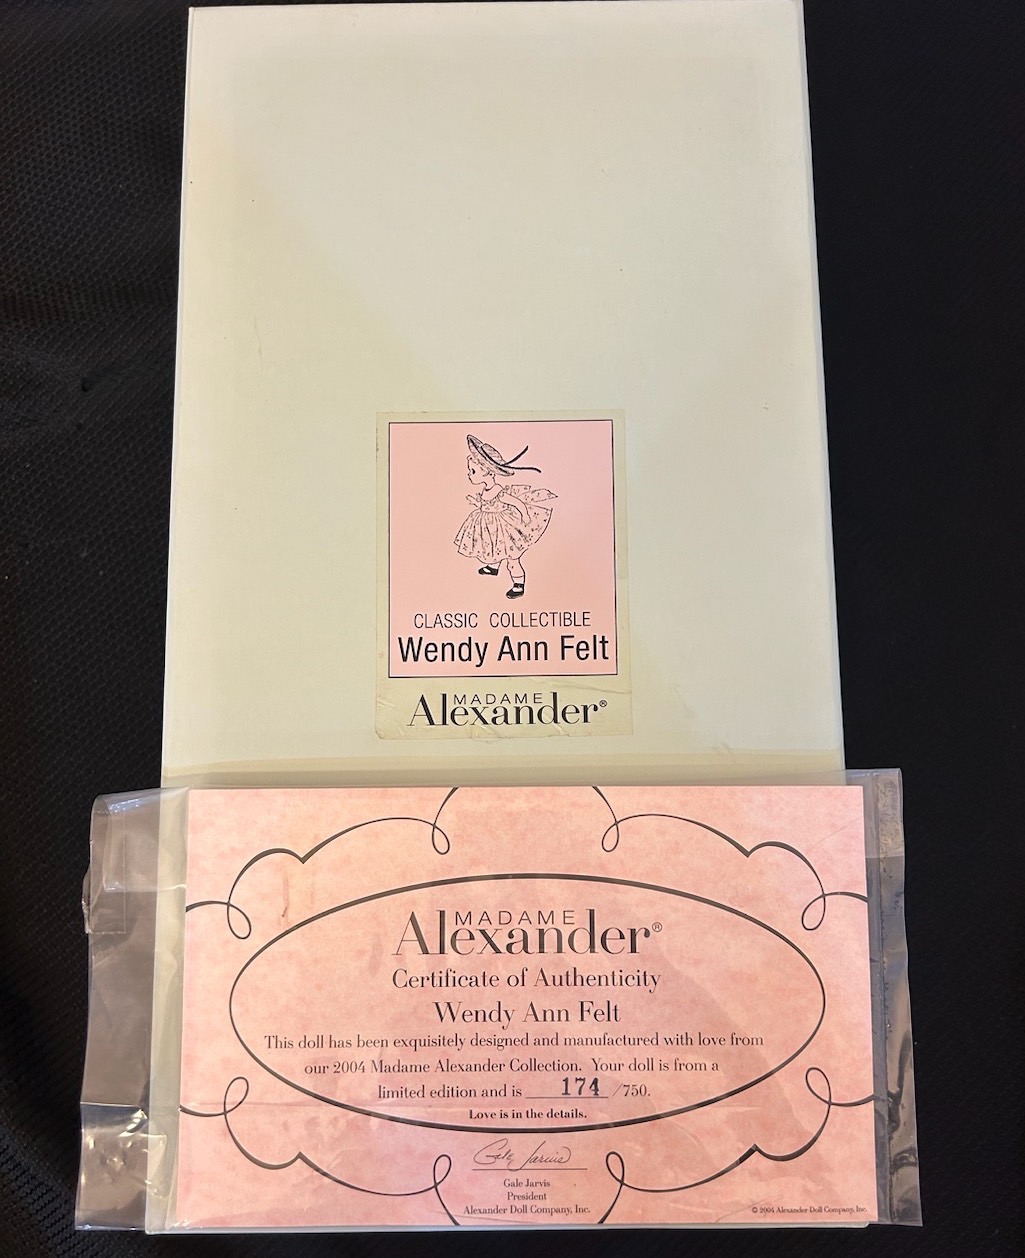 CLASSIC COLLECTIBLE
Wendy Ann Felt
MADAME
Alexander®
MADAME
Alexander®
Certificate of Authenticity
Wendy Ann Felt
This doll has been exquisitely designed and manufactured with love from
our 2004 Madame Alexander Collection. Your doll is from a
limited edition and is 174 /750.
Love is in the details.
Gale Jarvis
Gale Jarvis
President
Alexander Doll Company, Inc.
© 2004 Alexander Doll Company, Inc.